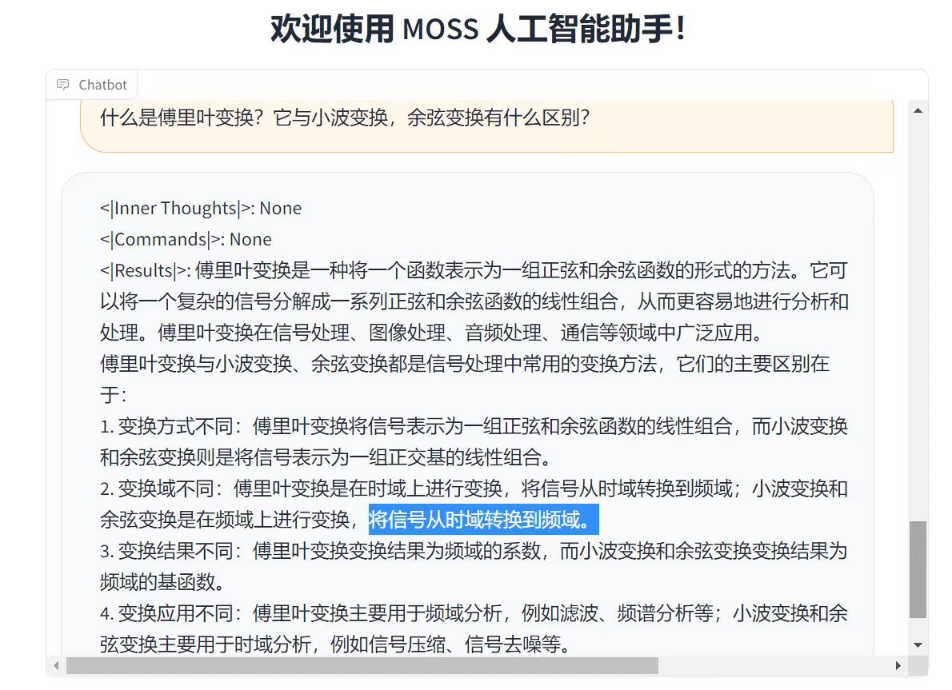 欢迎使用 MOSS 人工智能助手！
Chatbot
什么是傅里叶变换？它与小波变换，余弦变换有什么区别？
<|Inner Thoughts|>: None
<|Commands|>: None
<|Results|>: 傅里叶变换是一种将一个函数表示为一组正弦和余弦函数的形式的方法。它可
以将一个复杂的信号分解成一系列正弦和余弦函数的线性组合，从而更容易地进行分析和
处理。傅里叶变换在信号处理、图像处理、音频处理、通信等领域中广泛应用。
傅里叶变换与小波变换、余弦变换都是信号处理中常用的变换方法，它们的主要区别在
于：
1. 变换方式不同：傅里叶变换将信号表示为一组正弦和余弦函数的线性组合，而小波变换
和余弦变换则是将信号表示为一组正交基的线性组合。
2. 变换域不同：傅里叶变换是在时域上进行变换，将信号从时域转换到频域；小波变换和
余弦变换是在频域上进行变换，将信号从时域转换到频域。
3. 变换结果不同：傅里叶变换变换结果为频域的系数，而小波变换和余弦变换变换结果为
频域的基函数。
4. 变换应用不同：傅里叶变换主要用于频域分析，例如滤波、频谱分析等；小波变换和余
弦变换主要用于时域分析，例如信号压缩、信号去噪等。